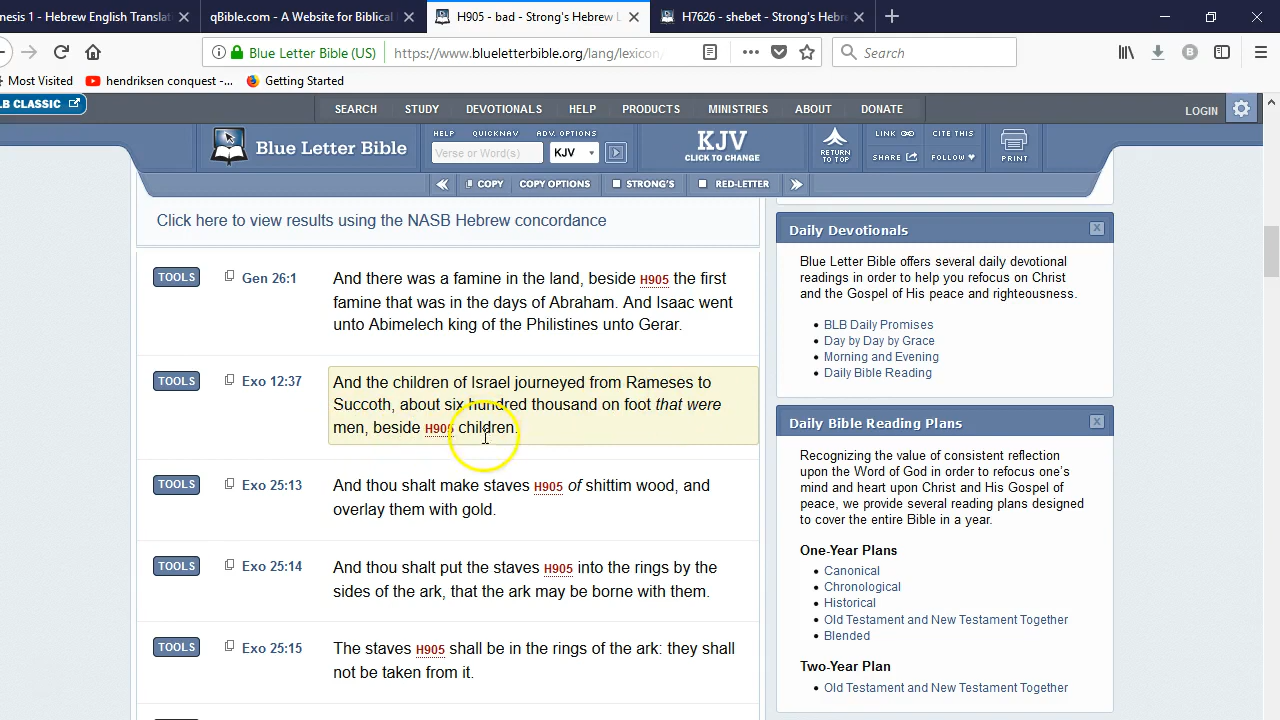 nesis 1 - Hebrew English Translati
qBible.com - A Website for Biblical
H905 - bad - Strong's Hebrew L
H7626 - shebet - Strong's Hebr
Blue Letter Bible (US)
https://www.blueletterbible.org/lang/lexicon/
Search
Most Visited
hendriksen conquest -...
Getting Started
LB CLASSIC
SEARCH STUDY DEVOTIONALS HELP PRODUCTS MINISTRIES ABOUT DONATE
LOGIN
Blue Letter Bible
HELP QUICKNAV ADV. OPTIONS
Verse or Word(s) KJV
KJV
CLICK TO CHANGE
RETURN
TO TOP
LINK CITE THIS
SHARE FOLLOW
PRINT
COPY COPY OPTIONS STRONG'S RED-LETTER
Click here to view results using the NASB Hebrew concordance
TOOLS Gen 26:1
And there was a famine in the land, beside H905 the first
famine that was in the days of Abraham. And Isaac went
unto Abimelech king of the Philistines unto Gerar.
TOOLS Exo 12:37
And the children of Israel journeyed from Rameses to
Succoth, about six hundred thousand on foot that were
men, beside H905 children.
TOOLS Exo 25:13
And thou shalt make staves H905 of shittim wood, and
overlay them with gold.
TOOLS Exo 25:14
And thou shalt put the staves H905 into the rings by the
sides of the ark, that the ark may be borne with them.
TOOLS Exo 25:15
The staves H905 shall be in the rings of the ark: they shall
not be taken from it.
Daily Devotionals X
Blue Letter Bible offers several daily devotional
readings in order to help you refocus on Christ
and the Gospel of His peace and righteousness.
• BLB Daily Promises
• Day by Day by Grace
• Morning and Evening
• Daily Bible Reading
Daily Bible Reading Plans X
Recognizing the value of consistent reflection
upon the Word of God in order to refocus one's
mind and heart upon Christ and His Gospel of
peace, we provide several reading plans designed
to cover the entire Bible in a year.
One-Year Plans
• Canonical
• Chronological
• Historical
• Old Testament and New Testament Together
• Blended
Two-Year Plan
• Old Testament and New Testament Together